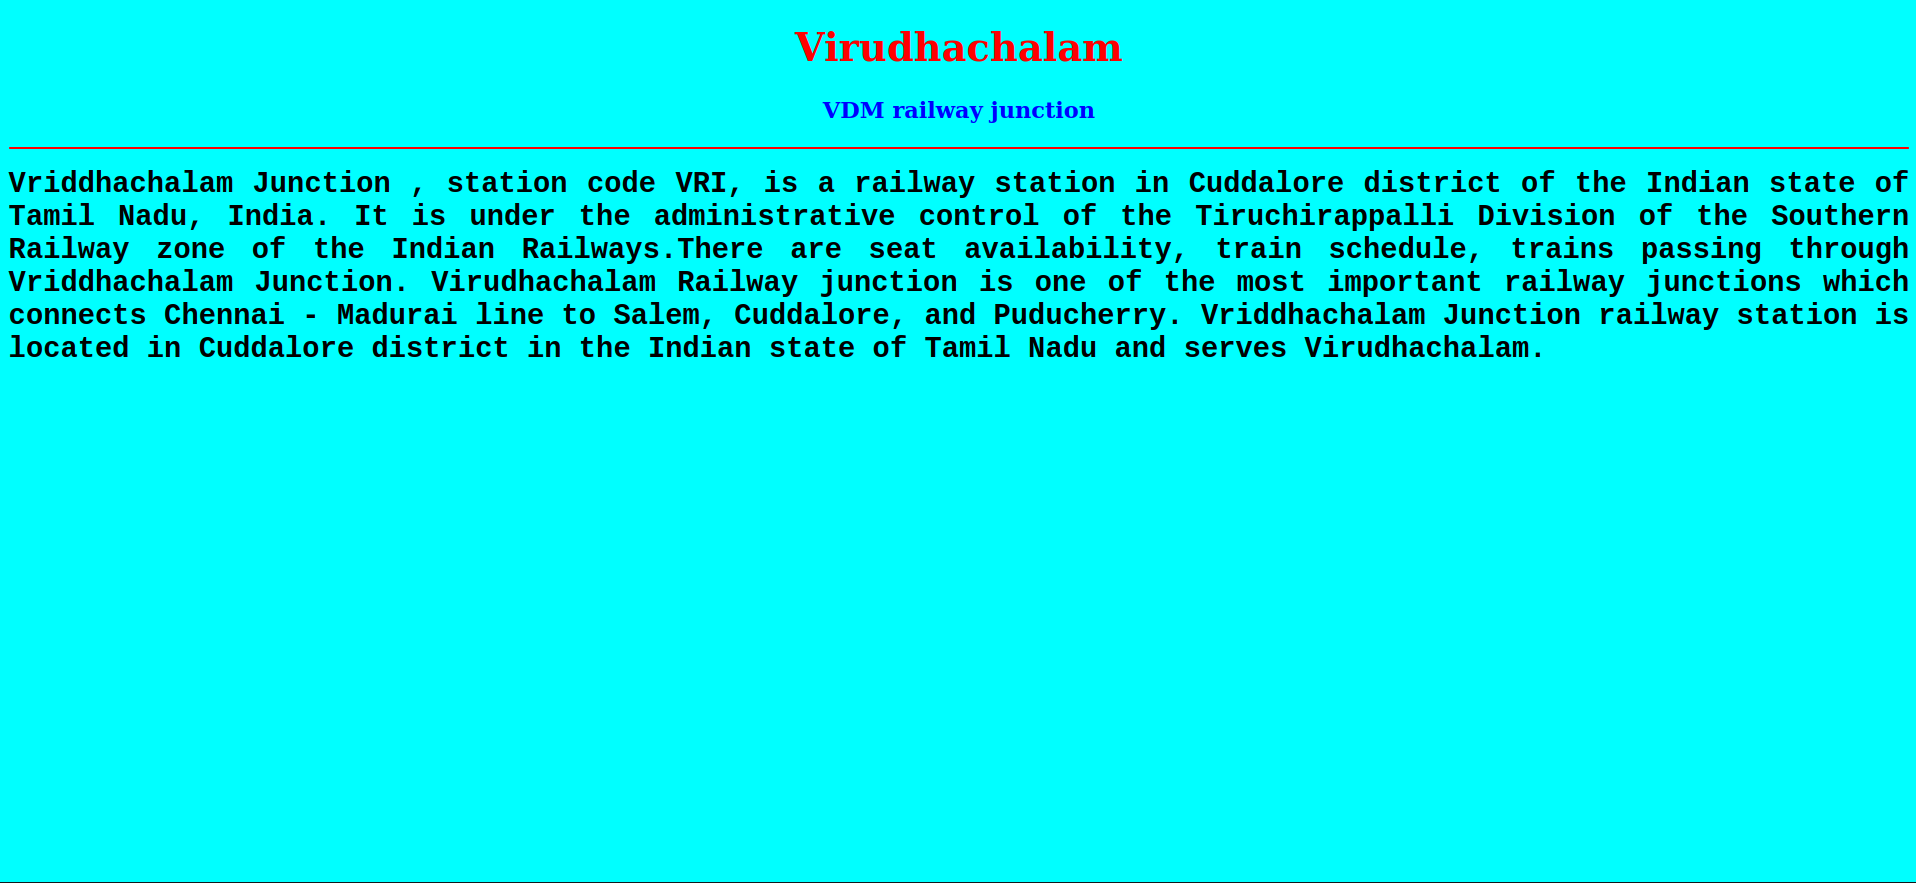 Virudhachalam
VDM railway junction
Vriddhachalam Junction , station code VRI, is a railway station in Cuddalore district of the Indian state of
Tamil Nadu, India. It is under the administrative control of the Tiruchirappalli Division of the Southern
Railway zone of the Indian Railways.There are seat availability, train schedule, trains passing through
Vriddhachalam Junction. Virudhachalam Railway junction is one of the most important railway junctions which
connects Chennai - Madurai line to Salem, Cuddalore, and Puducherry. Vriddhachalam Junction railway station is
located in Cuddalore district in the Indian state of Tamil Nadu and serves Virudhachalam.